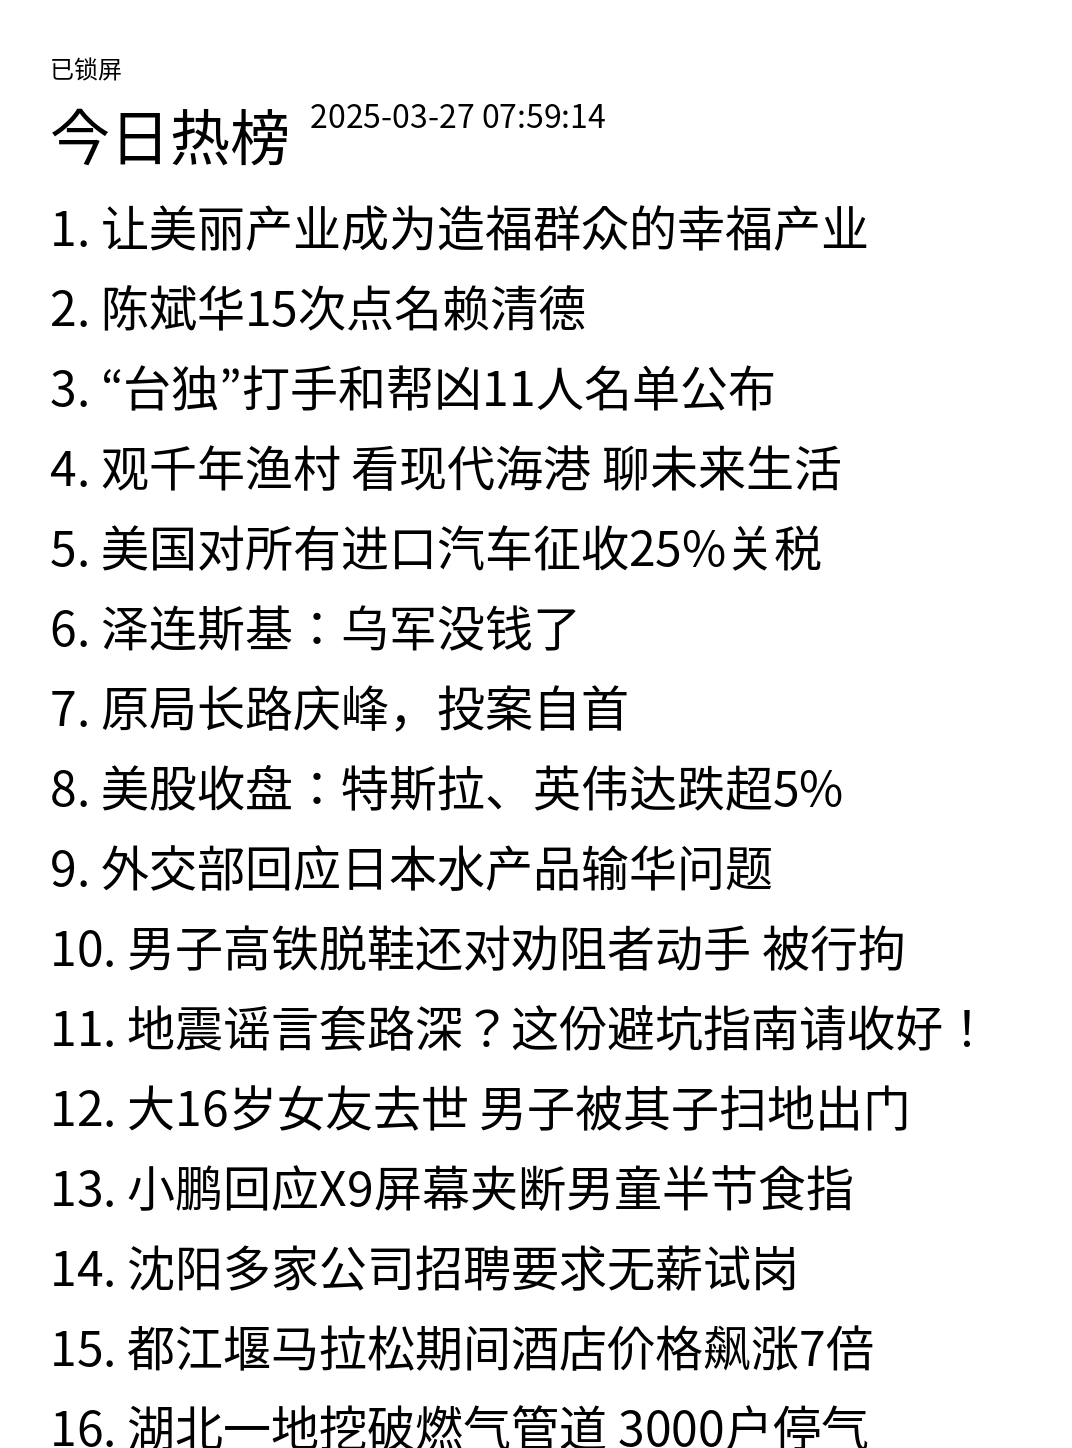 已锁屏
今日热榜 2025-03-27 07:59:14
1. 让美丽产业成为造福群众的幸福产业
2. 陈斌华15次点名赖清德
3. “台独”打手和帮凶11人名单公布
4. 观千年渔村 看现代海港 聊未来生活
5. 美国对所有进口汽车征收25%关税
6. 泽连斯基：乌军没钱了
7. 原局长路庆峰，投案自首
8. 美股收盘：特斯拉、英伟达跌超5%
9. 外交部回应日本水产品输华问题
10. 男子高铁脱鞋还对劝阻者动手 被行拘
11. 地震谣言套路深？这份避坑指南请收好！
12. 大16岁女友去世 男子被其子扫地出门
13. 小鹏回应X9屏幕夹断男童半节食指
14. 沈阳多家公司招聘要求无薪试岗
15. 都江堰马拉松期间酒店价格飙涨7倍
16. 湖北一地挖破燃气管道 3000户停气